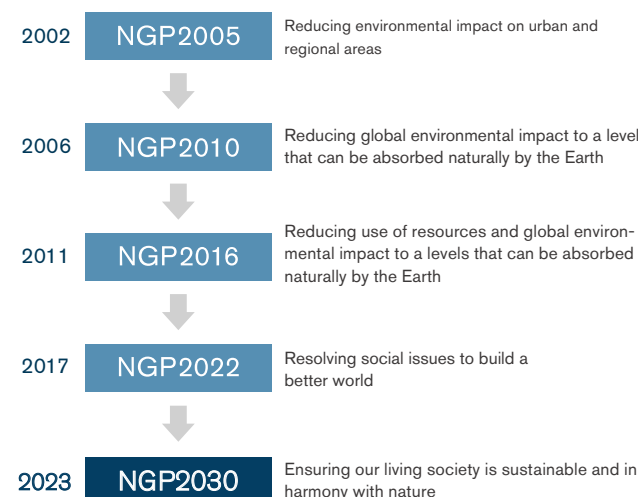 2002
NGP2005
Reducing environmental impact on urban and
regional areas
2006
NGP2010
Reducing global environmental impact to a level
that can be absorbed naturally by the Earth
2011
NGP2016
Reducing use of resources and global environ-
mental impact to a levels that can be absorbed
naturally by the Earth
2017
NGP2022
Resolving social issues to build a
better world
2023
NGP2030
Ensuring our living society is sustainable and in
harmony with nature